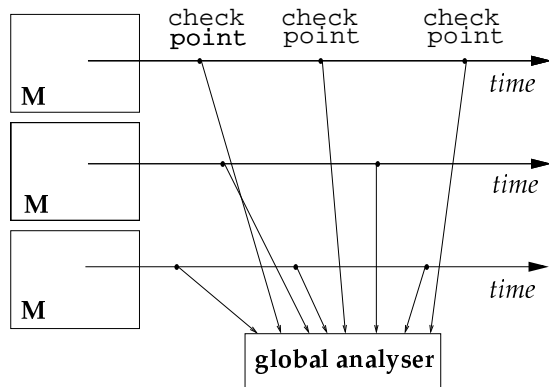 check check check
point point point
M
time
M
time
M
time
global analyser